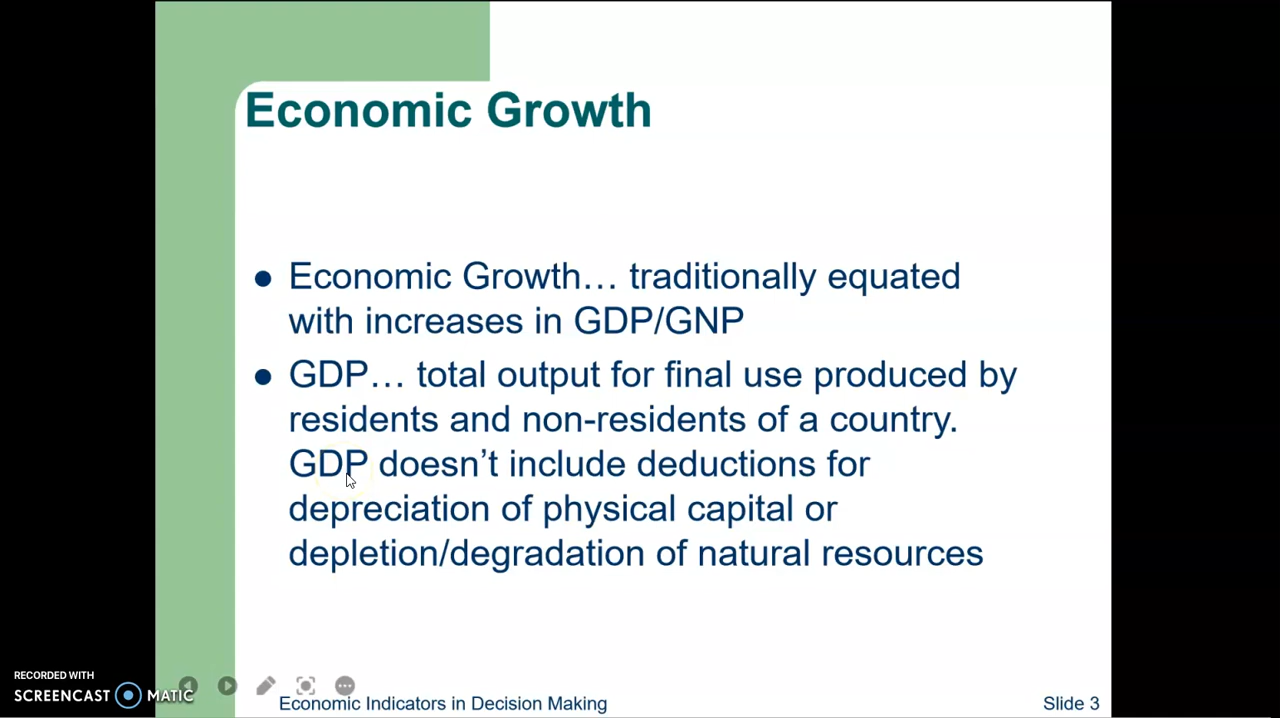 Economic Growth
● Economic Growth… traditionally equated
with increases in GDP/GNP
● GDP… total output for final use produced by
residents and non-residents of a country.
GDP doesn’t include deductions for
depreciation of physical capital or
depletion/degradation of natural resources
RECORDED WITH
SCREENCAST MATIC
Economic Indicators in Decision Making
Slide 3